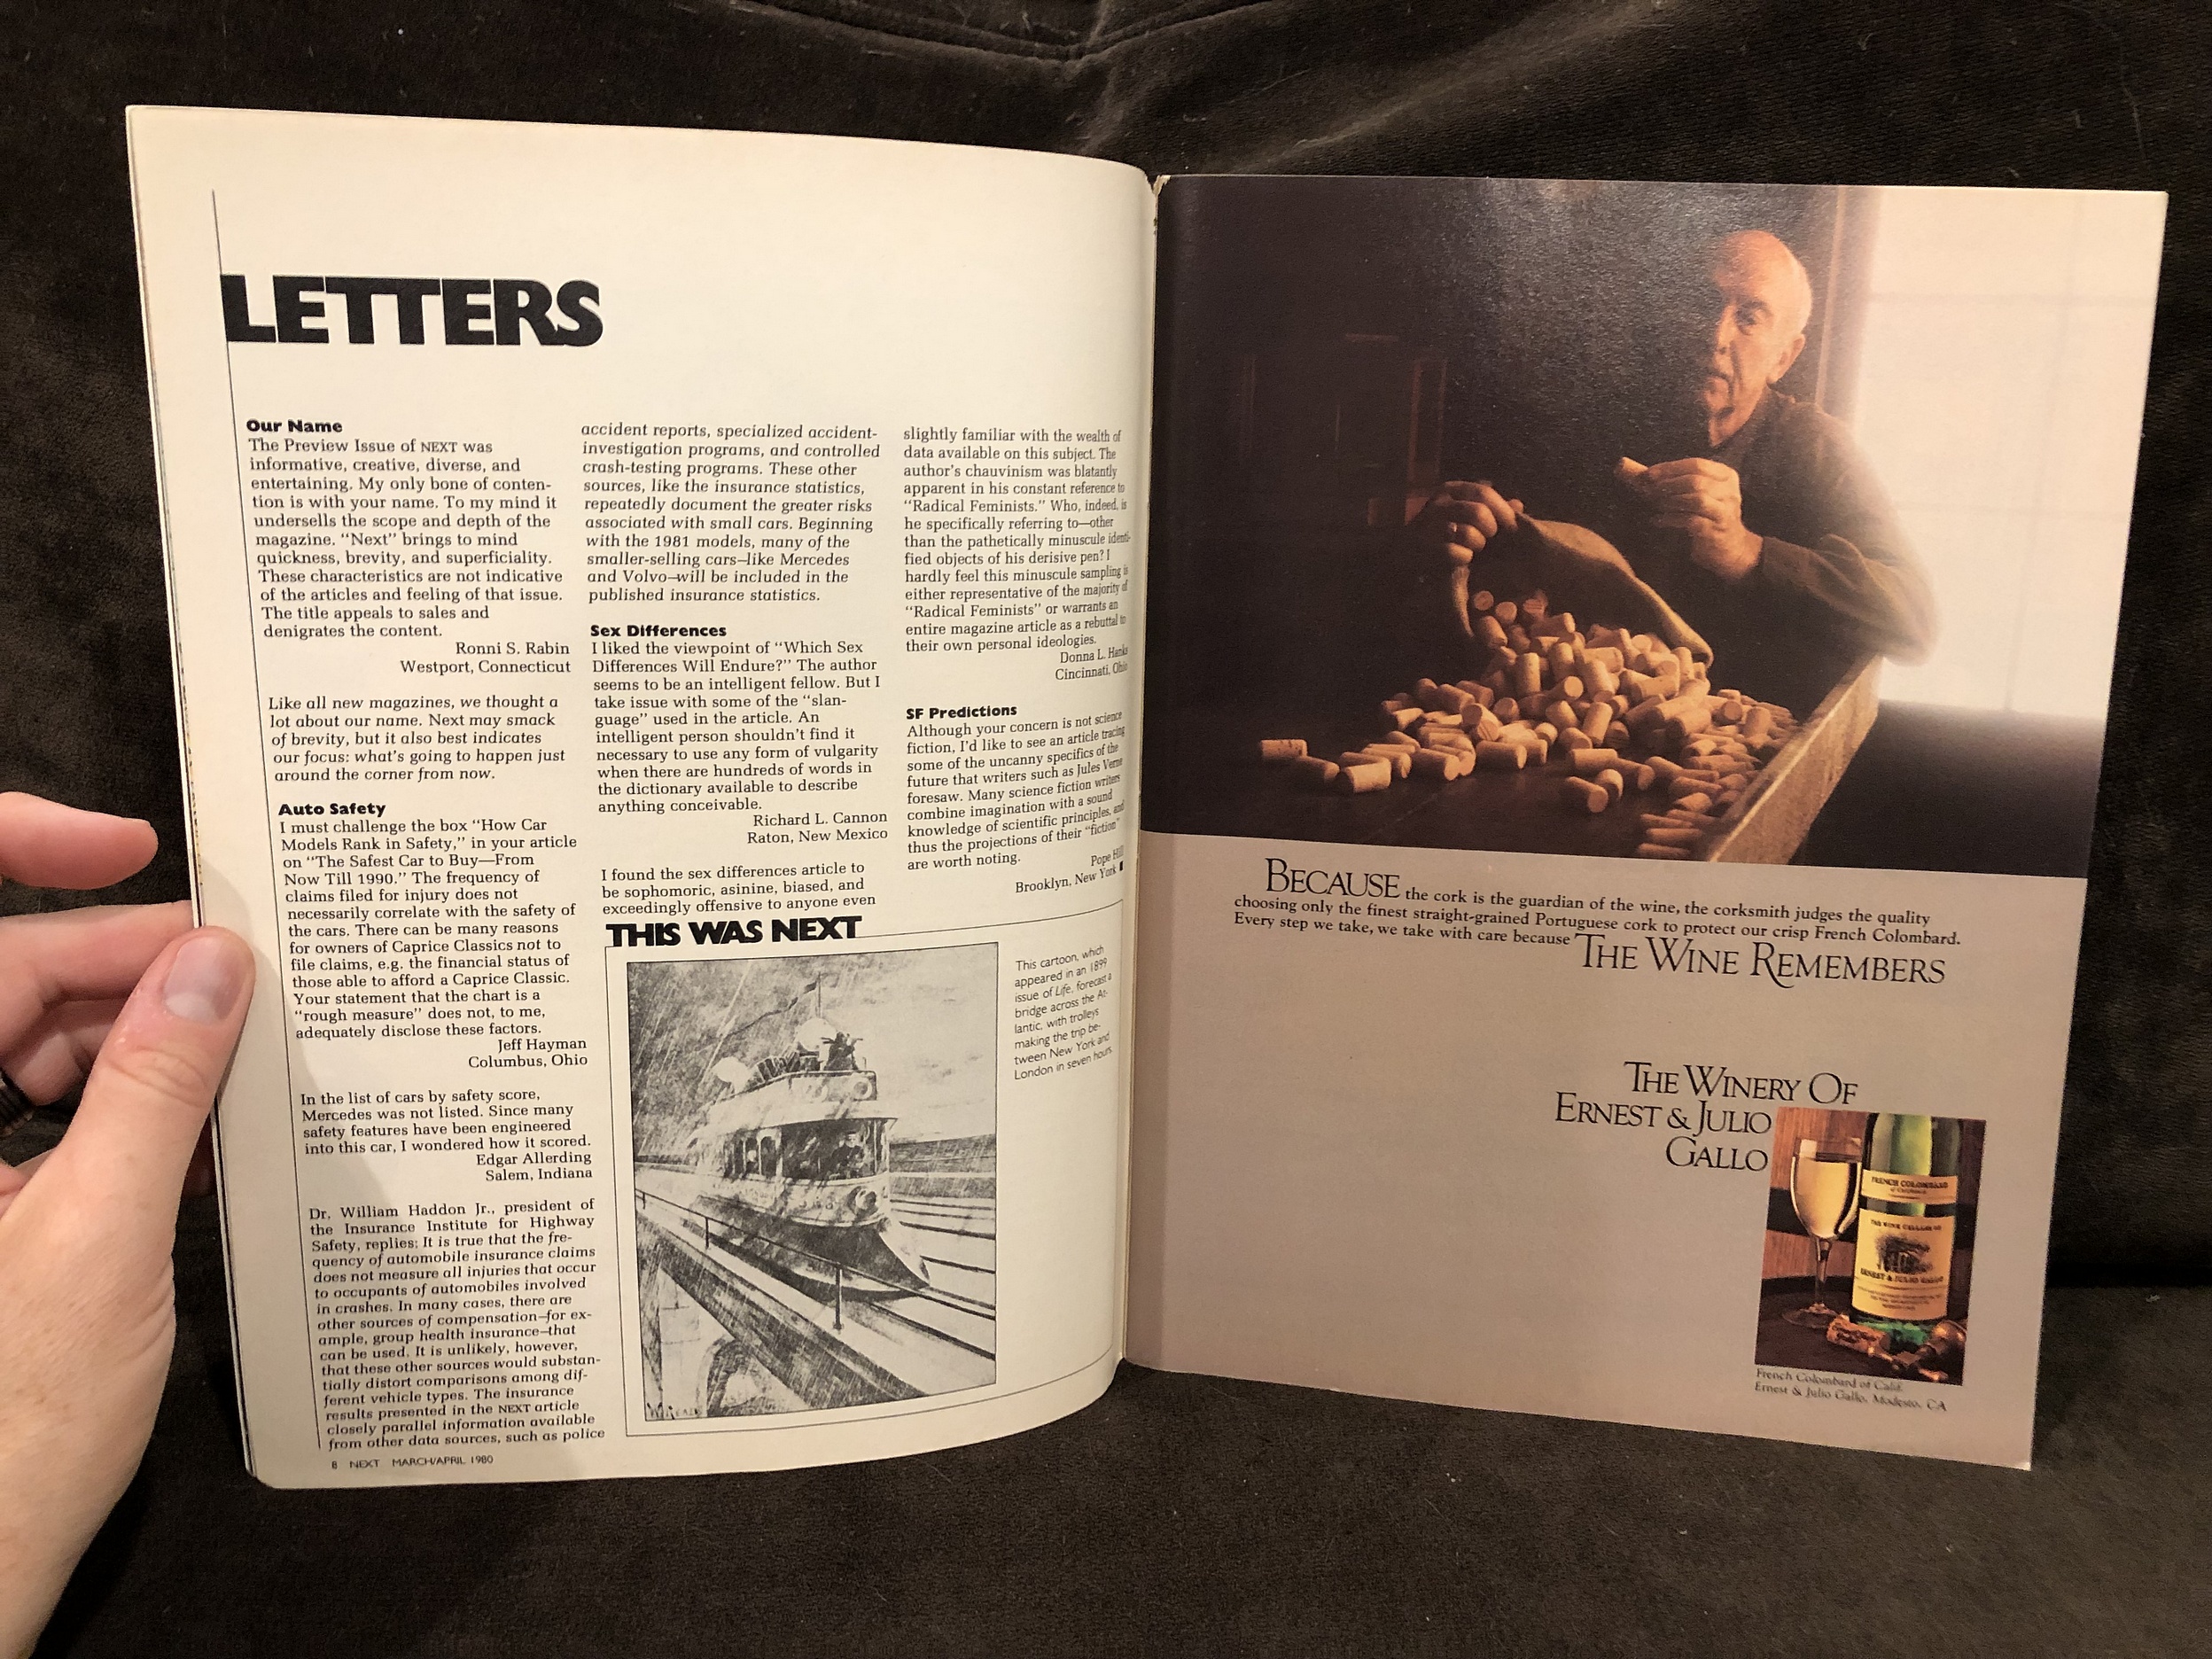 LETTERS
Our Name
The Preview Issue of NEXT was
informative, creative, diverse, and
entertaining. My only bone of conten-
tion is with your name. To my mind it
undersells the scope and depth of the
magazine. “Next” brings to mind
quickness, brevity, and superficiality.
These characteristics are not indicative
of the articles and feeling of that issue.
The title appeals to sales and
denigrates the content.
Ronni S. Rabin
Westport, Connecticut
Like all new magazines, we thought a
lot about our name. Next may smack
of brevity, but it also best indicates
our focus: what's going to happen just
around the corner from now.
Auto Safety
I must challenge the box “How Car
Models Rank in Safety,” in your article
on “The Safest Car to Buy—From
Now Till 1990.” The frequency of
claims filed for injury does not
necessarily correlate with the safety of
the cars. There can be many reasons
for owners of Caprice Classics not to
file claims, e.g. the financial status of
those able to afford a Caprice Classic.
Your statement that the chart is a
“rough measure” does not, to me,
adequately disclose these factors.
Jeff Hayman
Columbus, Ohio
In the list of cars by safety score,
Mercedes was not listed. Since many
safety features have been engineered
into this car, I wondered how it scored.
Edgar Allerding
Salem, Indiana
Dr. William Haddon Jr., president of
the Insurance Institute for Highway
Safety, replies: It is true that the fre-
quency of automobile insurance claims
does not measure all injuries that occur
to occupants of automobiles involved
in crashes. In many cases, there are
other sources of compensation—for ex-
ample, group health insurance—that
can be used. It is unlikely, however,
that these other sources would substan-
tially distort comparisons among dif-
ferent vehicle types. The insurance
results presented in the NEXT article
closely parallel information available
from other data sources, such as police
accident reports, specialized accident-
investigation programs, and controlled
crash-testing programs. These other
sources, like the insurance statistics,
repeatedly document the greater risks
associated with small cars. Beginning
with the 1981 models, many of the
smaller-selling cars—like Mercedes
and Volvo—will be included in the
published insurance statistics.
Sex Differences
I liked the viewpoint of “Which Sex
Differences Will Endure?” The author
seems to be an intelligent fellow. But I
take issue with some of the “slan-
guage” used in the article. An
intelligent person shouldn't find it
necessary to use any form of vulgarity
when there are hundreds of words in
the dictionary available to describe
anything conceivable.
Richard L. Cannon
Raton, New Mexico
I found the sex differences article to
be sophomoric, asinine, biased, and
exceedingly offensive to anyone even
slightly familiar with the wealth of
data available on this subject. The
author's chauvinism was blatantly
apparent in his constant reference to
“Radical Feminists.” Who, indeed, is
he specifically referring to—other
than the pathetically minuscule identi-
fied objects of his derisive pen? I
hardly feel this minuscule sampling is
either representative of the majority of
“Radical Feminists” or warrants an
entire magazine article as a rebuttal to
their own personal ideologies.
Donna L. Hanks
Cincinnati, Ohio
SF Predictions
Although your concern is not science
fiction, I'd like to see an article tracing
some of the uncanny specifics of the
future that writers such as Jules Verne
foresaw. Many science fiction writers
combine imagination with a sound
knowledge of scientific principles, and
thus the projections of their “fiction”
are worth noting.
Pope Hill
Brooklyn, New York
THIS WAS NEXT
This cartoon, which
appeared in an 1899
issue of Life, forecast a
bridge across the At-
lantic, with trolleys
making the trip be-
tween New York and
London in seven hours.
8 NEXT MARCH/APRIL 1980
BECAUSE the cork is the guardian of the wine, the corksmith judges the quality
choosing only the finest straight-grained Portuguese cork to protect our crisp French Colombard.
Every step we take, we take with care because THE WINE REMEMBERS
THE WINERY OF
ERNEST & JULIO
GALLO
FRENCH COLOMBARD
THE WINE CELLARS OF
ERNEST & JULIO GALLO
French Colombard of Calif.
Ernest & Julio Gallo, Modesto, CA